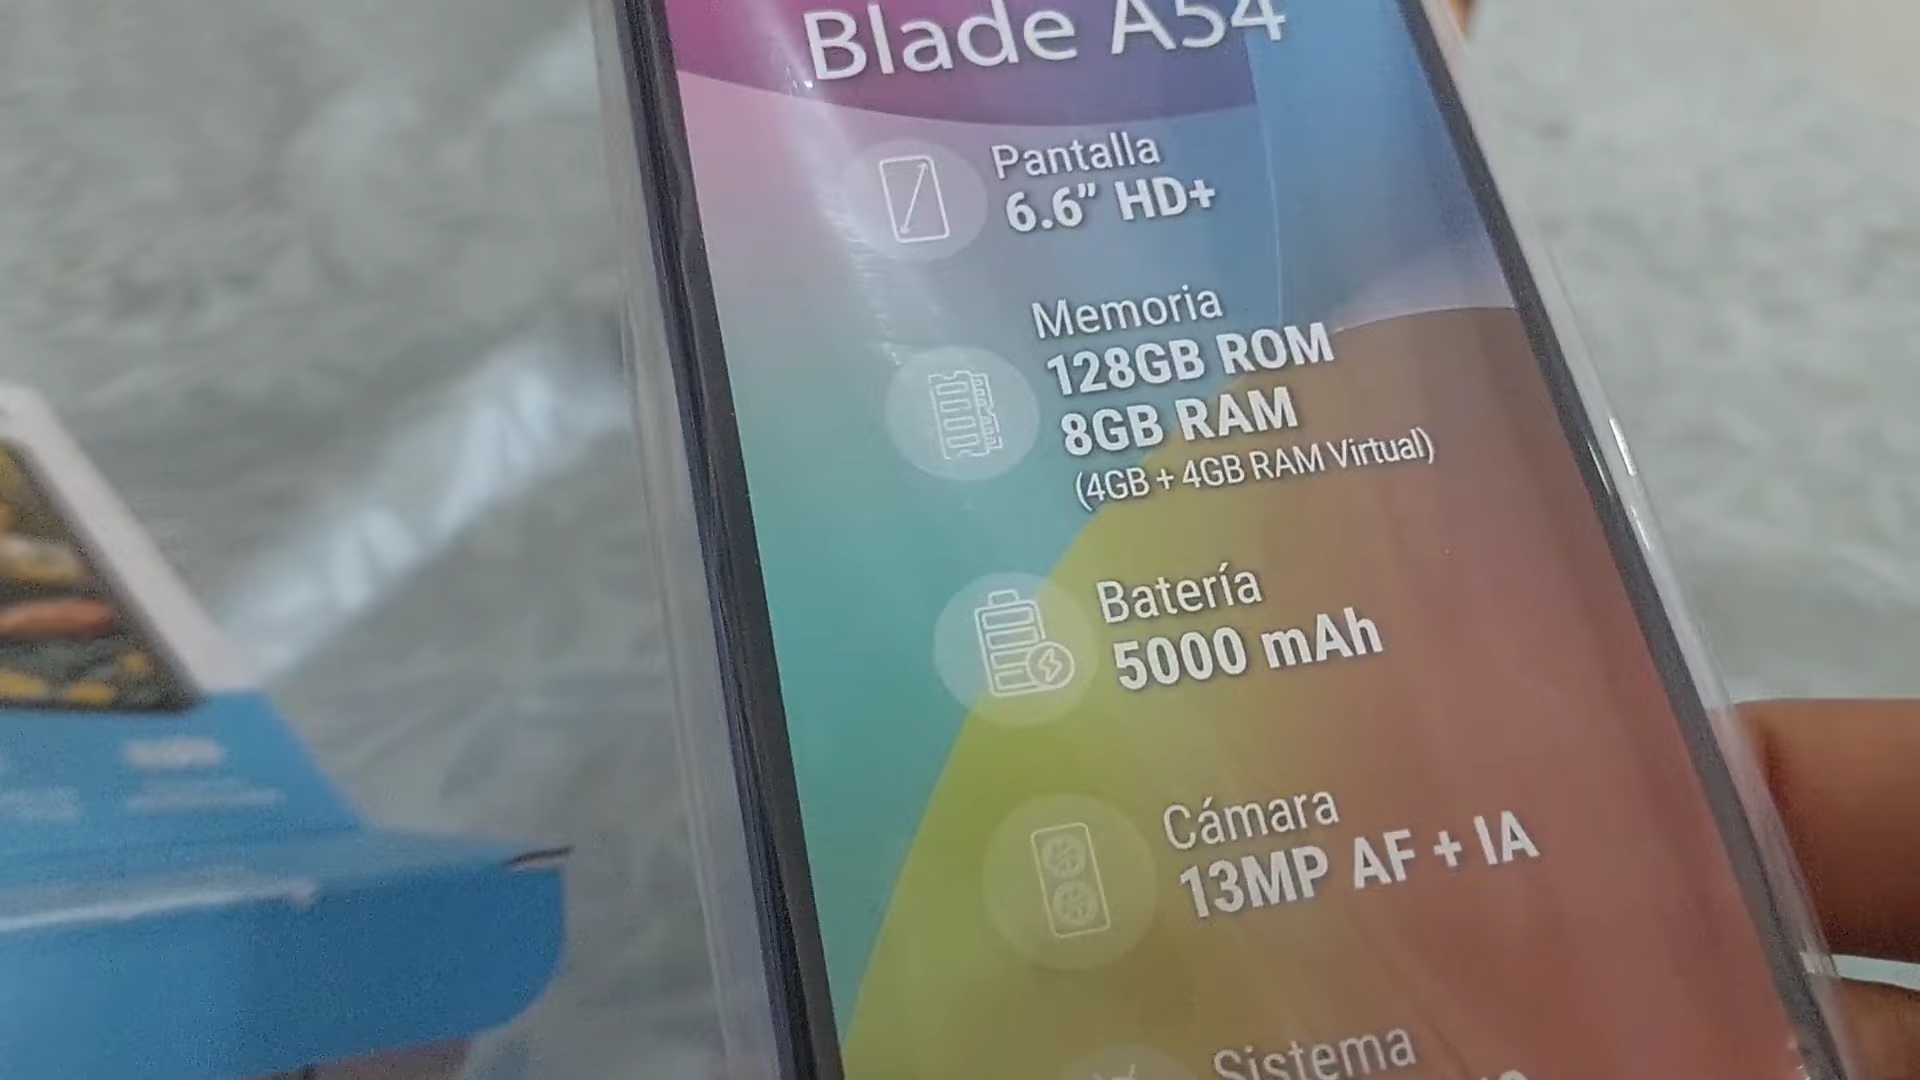 Blade A54
Pantalla
6.6” HD+
Memoria
128GB ROM
8GB RAM
(4GB + 4GB RAM Virtual)
Batería
5000 mAh
Cámara
13MP AF + IA
Sistema